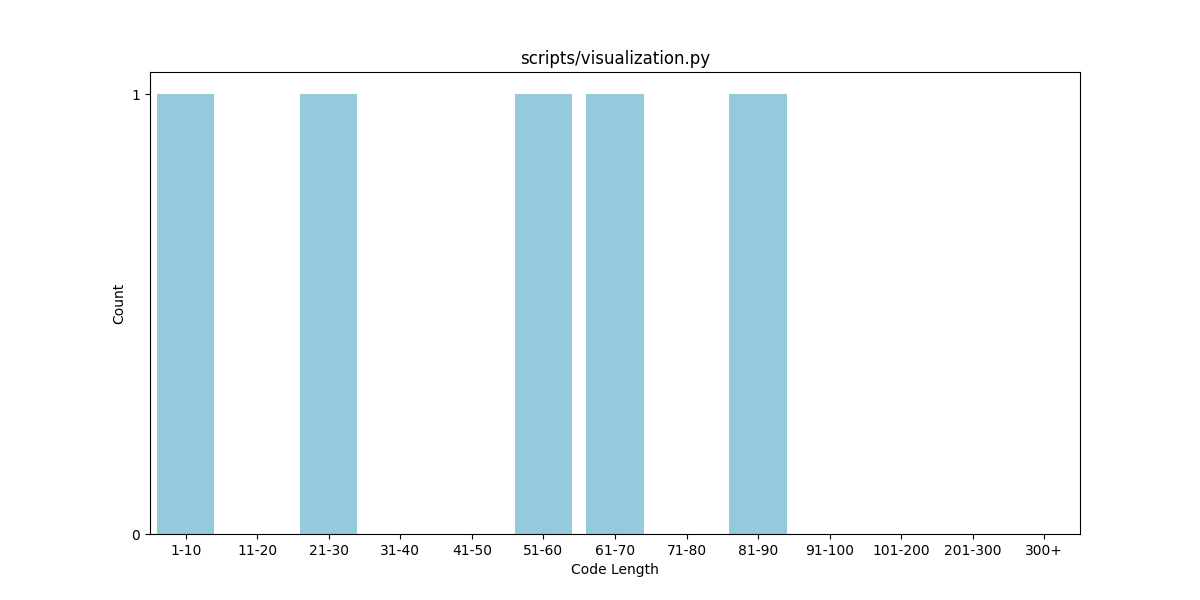 scripts/visualization.py
1
0
Count
1-10 11-20 21-30 31-40 41-50 51-60 61-70 71-80 81-90 91-100 101-200 201-300 300+
Code Length